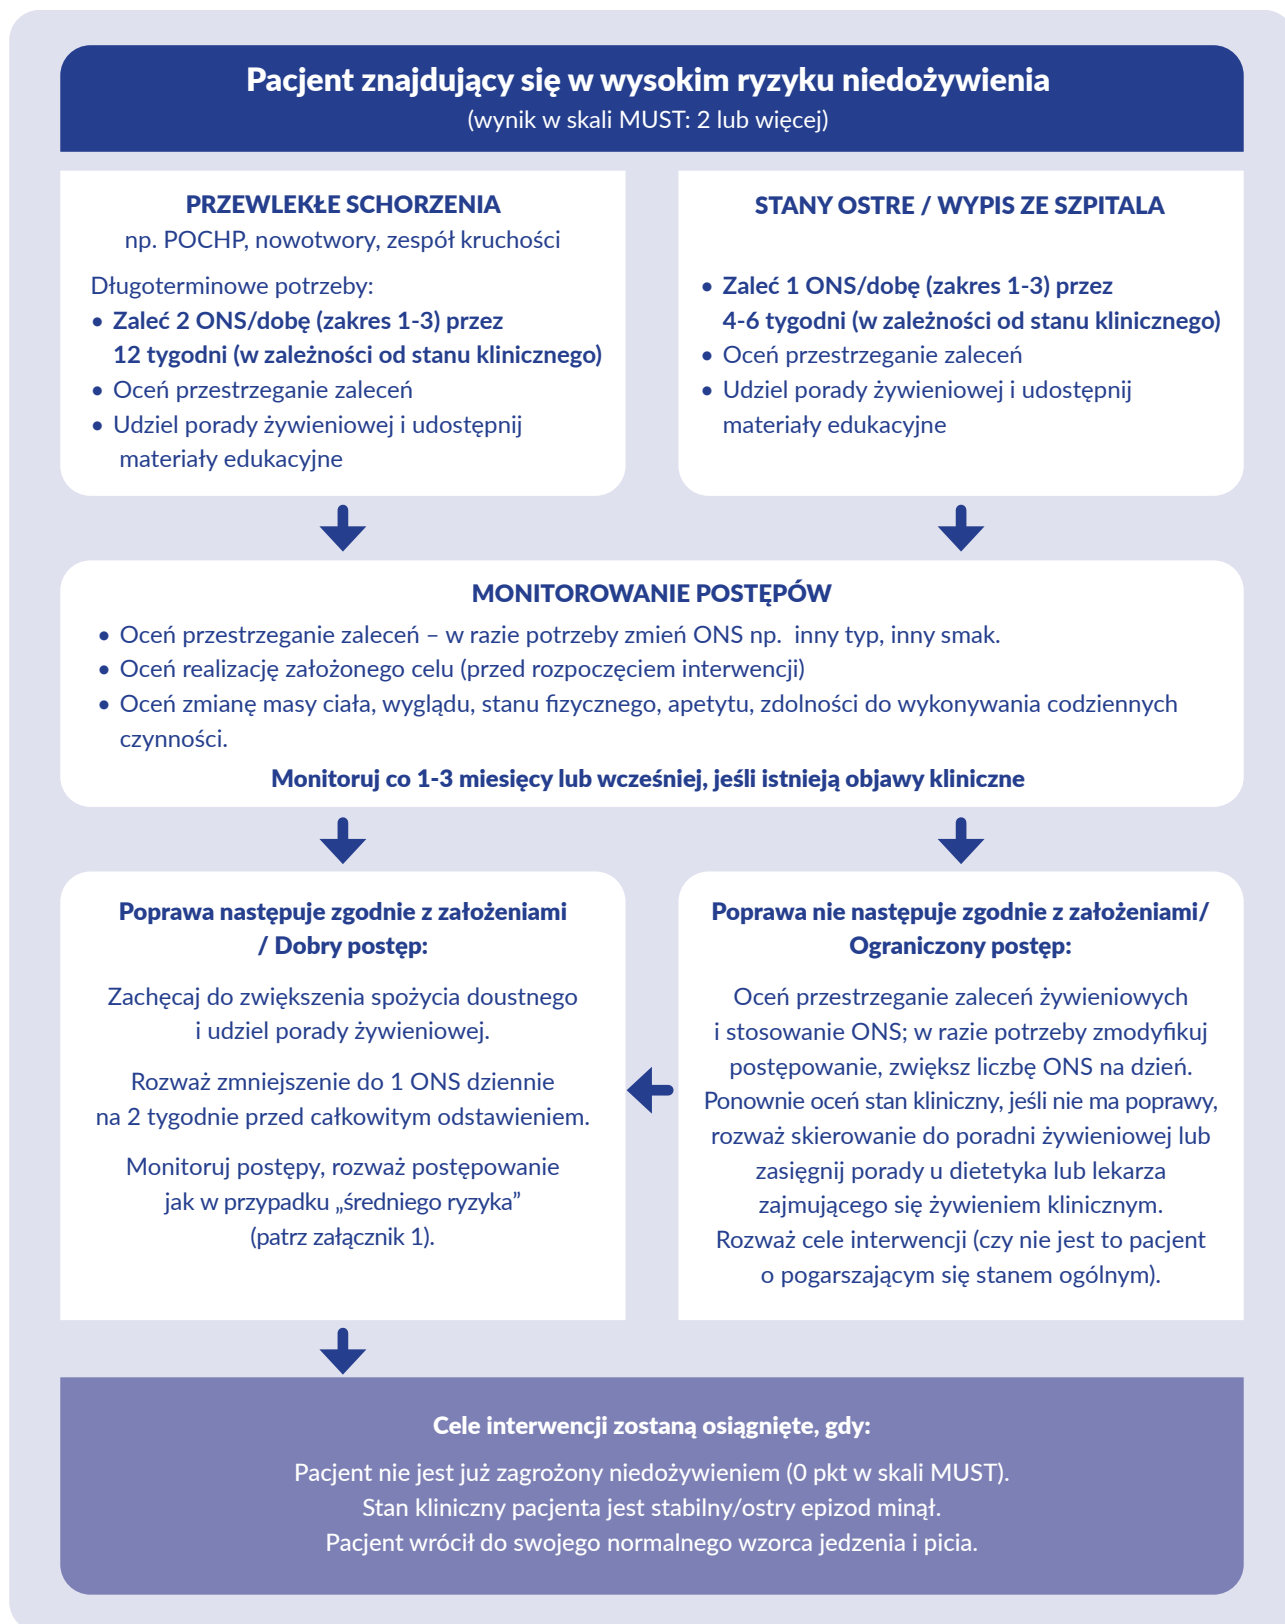 Pacjent znajdujący się w wysokim ryzyku niedożywienia
(wynik w skali MUST: 2 lub więcej)
PRZEWLEKŁE SCHORZENIA
np. POCHP, nowotwory, zespół kruchości
Długoterminowe potrzeby:
• Zaleć 2 ONS/dobę (zakres 1-3) przez
12 tygodni (w zależności od stanu klinicznego)
• Oceń przestrzeganie zaleceń
• Udziel porady żywieniowej i udostępnij
materiały edukacyjne
STANY OSTRE / WYPIS ZE SZPITALA
• Zaleć 1 ONS/dobę (zakres 1-3) przez
4-6 tygodni (w zależności od stanu klinicznego)
• Oceń przestrzeganie zaleceń
• Udziel porady żywieniowej i udostępnij
materiały edukacyjne
MONITOROWANIE POSTĘPÓW
• Oceń przestrzeganie zaleceń – w razie potrzeby zmień ONS np. inny typ, inny smak.
• Oceń realizację założonego celu (przed rozpoczęciem interwencji)
• Oceń zmianę masy ciała, wyglądu, stanu fizycznego, apetytu, zdolności do wykonywania codziennych
czynności.
Monitoruj co 1-3 miesięcy lub wcześniej, jeśli istnieją objawy kliniczne
Poprawa następuje zgodnie z założeniami
/ Dobry postęp:
Zachęcaj do zwiększenia spożycia doustnego
i udziel porady żywieniowej.
Rozważ zmniejszenie do 1 ONS dziennie
na 2 tygodnie przed całkowitym odstawieniem.
Monitoruj postępy, rozważ postępowanie
jak w przypadku „średniego ryzyka”
(patrz załącznik 1).
Poprawa nie następuje zgodnie z założeniami/
Ograniczony postęp:
Oceń przestrzeganie zaleceń żywieniowych
i stosowanie ONS; w razie potrzeby zmodyfikuj
postępowanie, zwiększ liczbę ONS na dzień.
Ponownie oceń stan kliniczny, jeśli nie ma poprawy,
rozważ skierowanie do poradni żywieniowej lub
zasięgnij porady u dietetyka lub lekarza
zajmującego się żywieniem klinicznym.
Rozważ cele interwencji (czy nie jest to pacjent
o pogarszającym się stanem ogólnym).
Cele interwencji zostaną osiągnięte, gdy:
Pacjent nie jest już zagrożony niedożywieniem (0 pkt w skali MUST).
Stan kliniczny pacjenta jest stabilny/ostry epizod minął.
Pacjent wrócił do swojego normalnego wzorca jedzenia i picia.